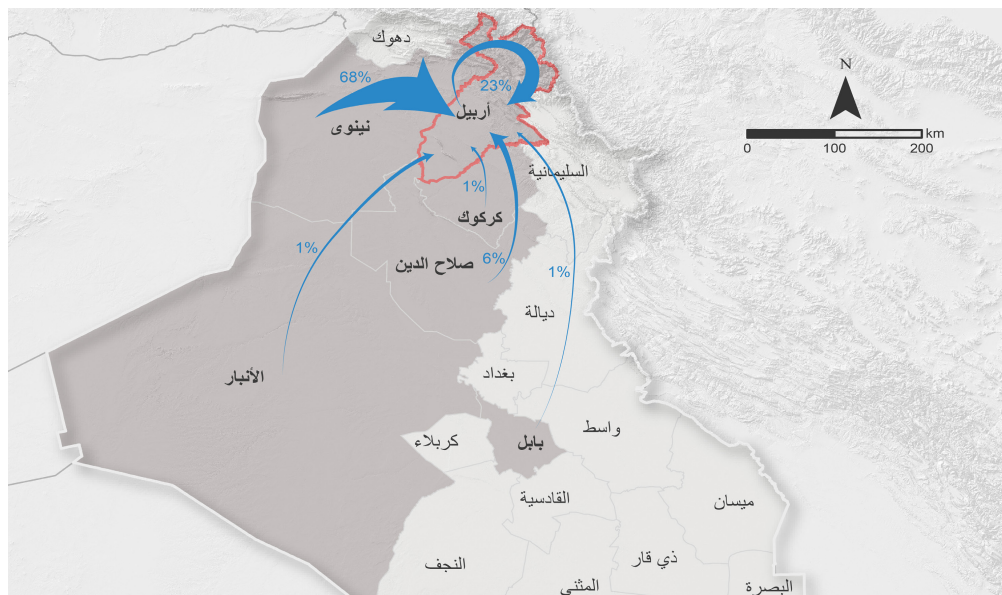 دهوك
68%
23%
أربيل
نينوى
N
0
100
200
km
السليمانية
1%
كركوك
1%
صلاح الدين
6%
1%
ديالة
بغداد
الأنبار
كربلاء
بابل
واسط
القادسية
ميسان
النجف
ذي قار
المثنى
البصرة